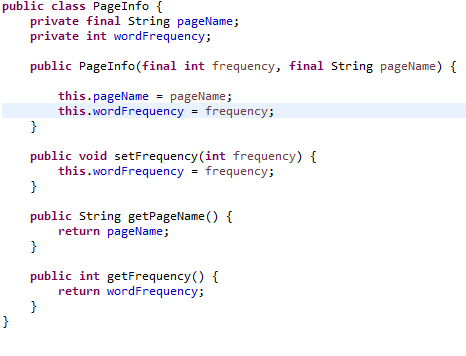 public class PageInfo {
    private final String pageName;
    private int wordFrequency;

    public PageInfo(final int frequency, final String pageName) {

        this.pageName = pageName;
        this.wordFrequency = frequency;
    }

    public void setFrequency(int frequency) {
        this.wordFrequency = frequency;
    }

    public String getPageName() {
        return pageName;
    }

    public int getFrequency() {
        return wordFrequency;
    }
}